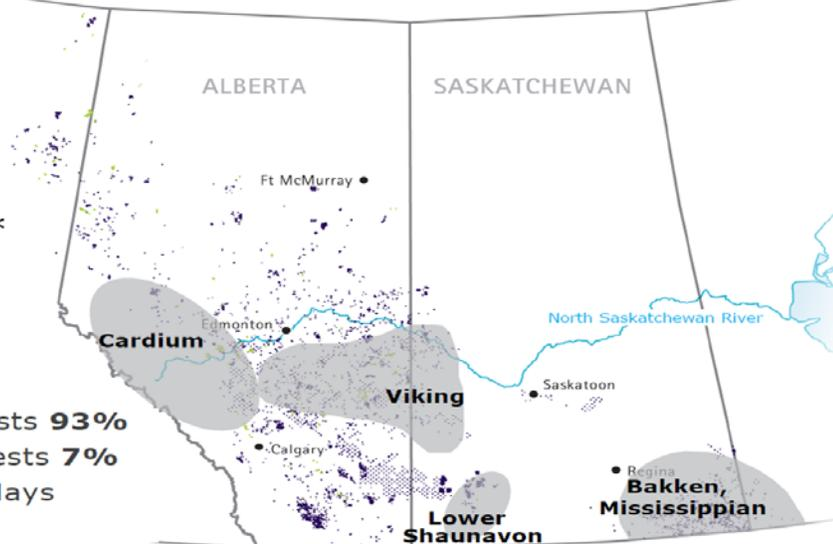 ALBERTA
SASKATCHEWAN
Ft McMurray
North Saskatchewan River
Edmonton
Cardium
Saskatoon
Viking
sts 93%
ests 7%
Calgary
lays
Regina
Bakken,
Mississippian
Lower
Shaunavon